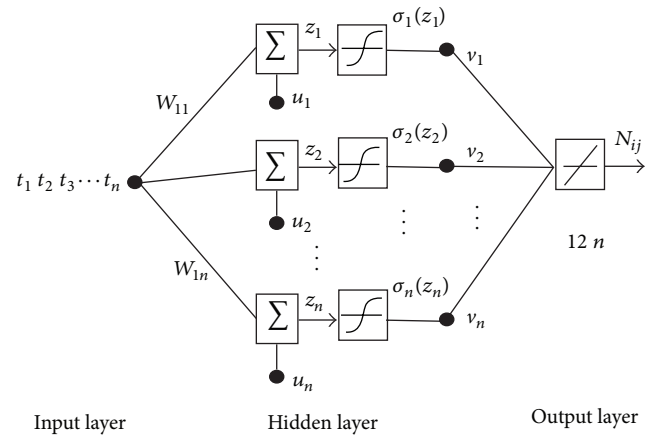 σ₁(z₁)
∑ z₁ v₁
W₁₁ u₁
σ₂(z₂)
t₁ t₂ t₃ ⋯ tₙ ∑ z₂ v₂ Nᵢⱼ
u₂ ⋮ ⋮ 12 n
⋮
W₁ₙ σₙ(zₙ)
∑ zₙ vₙ
uₙ
Input layer Hidden layer Output layer